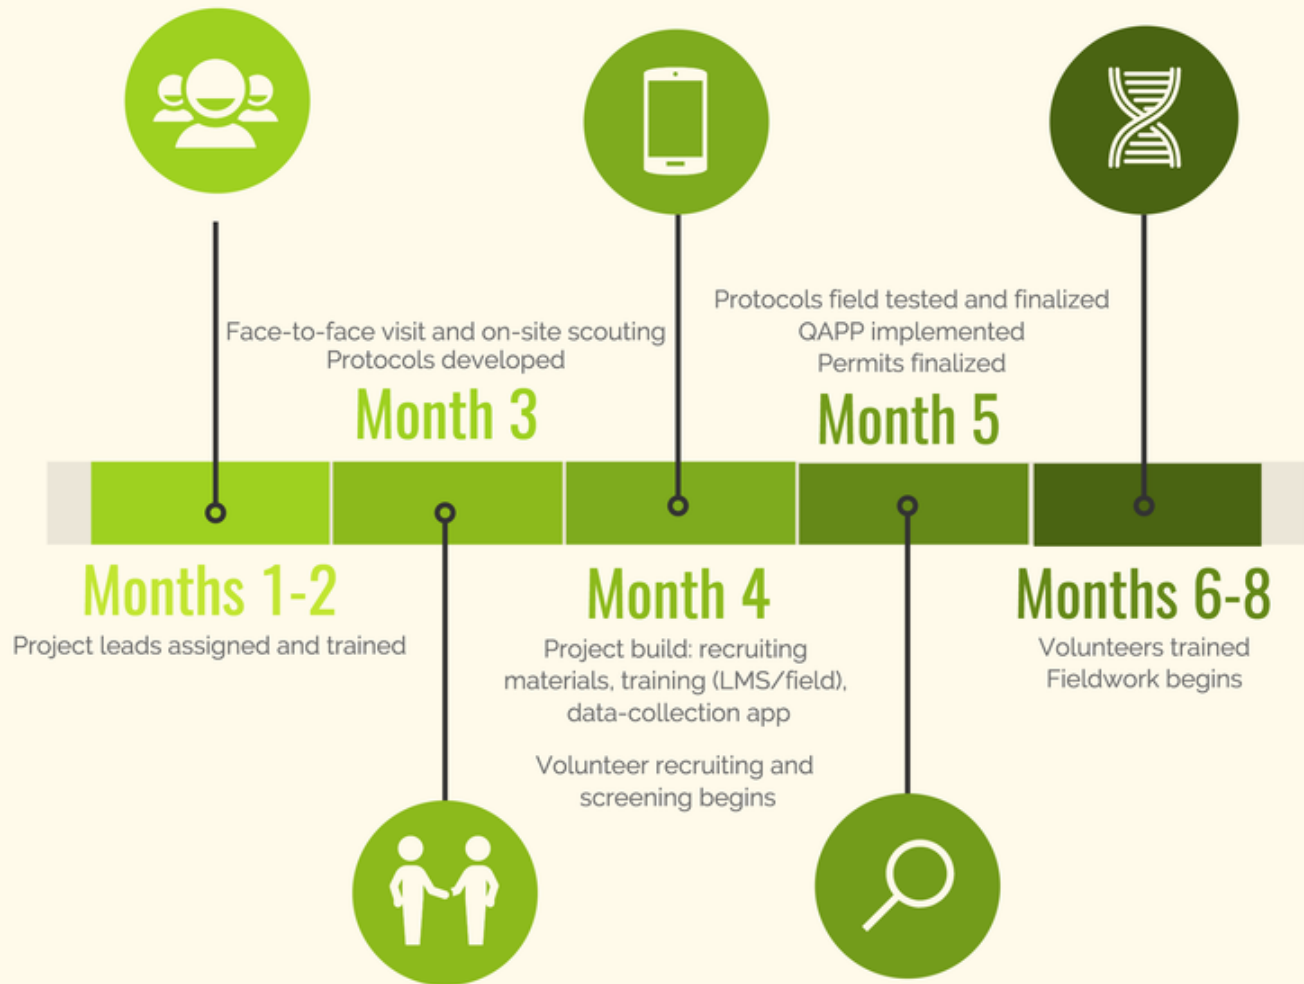 Months 1-2
Project leads assigned and trained
Face-to-face visit and on-site scouting
Protocols developed
Month 3
Month 4
Project build: recruiting
materials, training (LMS/field),
data-collection app
Volunteer recruiting and
screening begins
Protocols field tested and finalized
QAPP implemented
Permits finalized
Month 5
Months 6-8
Volunteers trained
Fieldwork begins